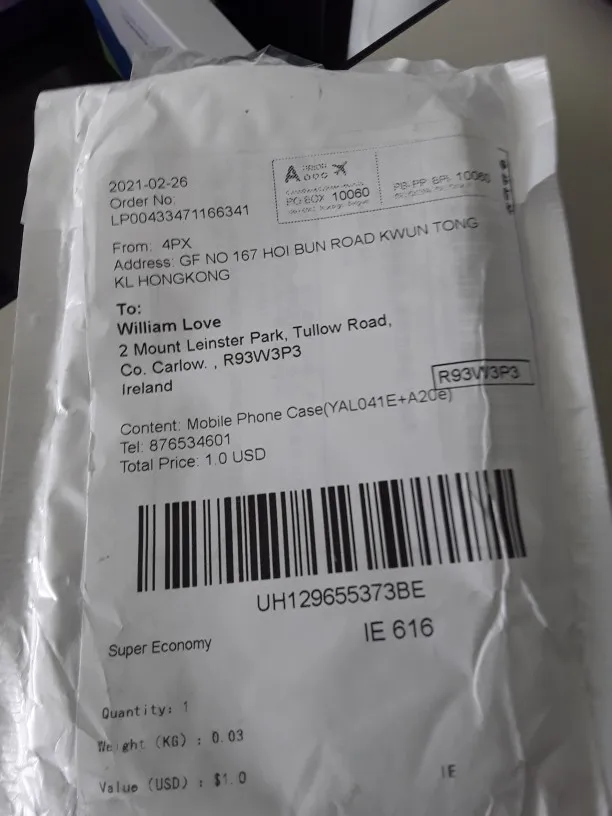 2021-02-26
Order No:
LP00433471166341
A
PRIOR
PO BOX 10060
PB-PP BPI- 10060
From: 4PX
Address: GF NO 167 HOI BUN ROAD KWUN TONG
KL HONGKONG
To:
William Love
2 Mount Leinster Park, Tullow Road,
Co. Carlow. , R93W3P3
Ireland
R93W3P3
Content: Mobile Phone Case(YAL041E+A20e)
Tel: 876534601
Total Price: 1.0 USD
UH129655373BE
Super Economy
IE 616
Quantity: 1
Weight (KG) : 0.03
Value (USD) : $1.0
IE